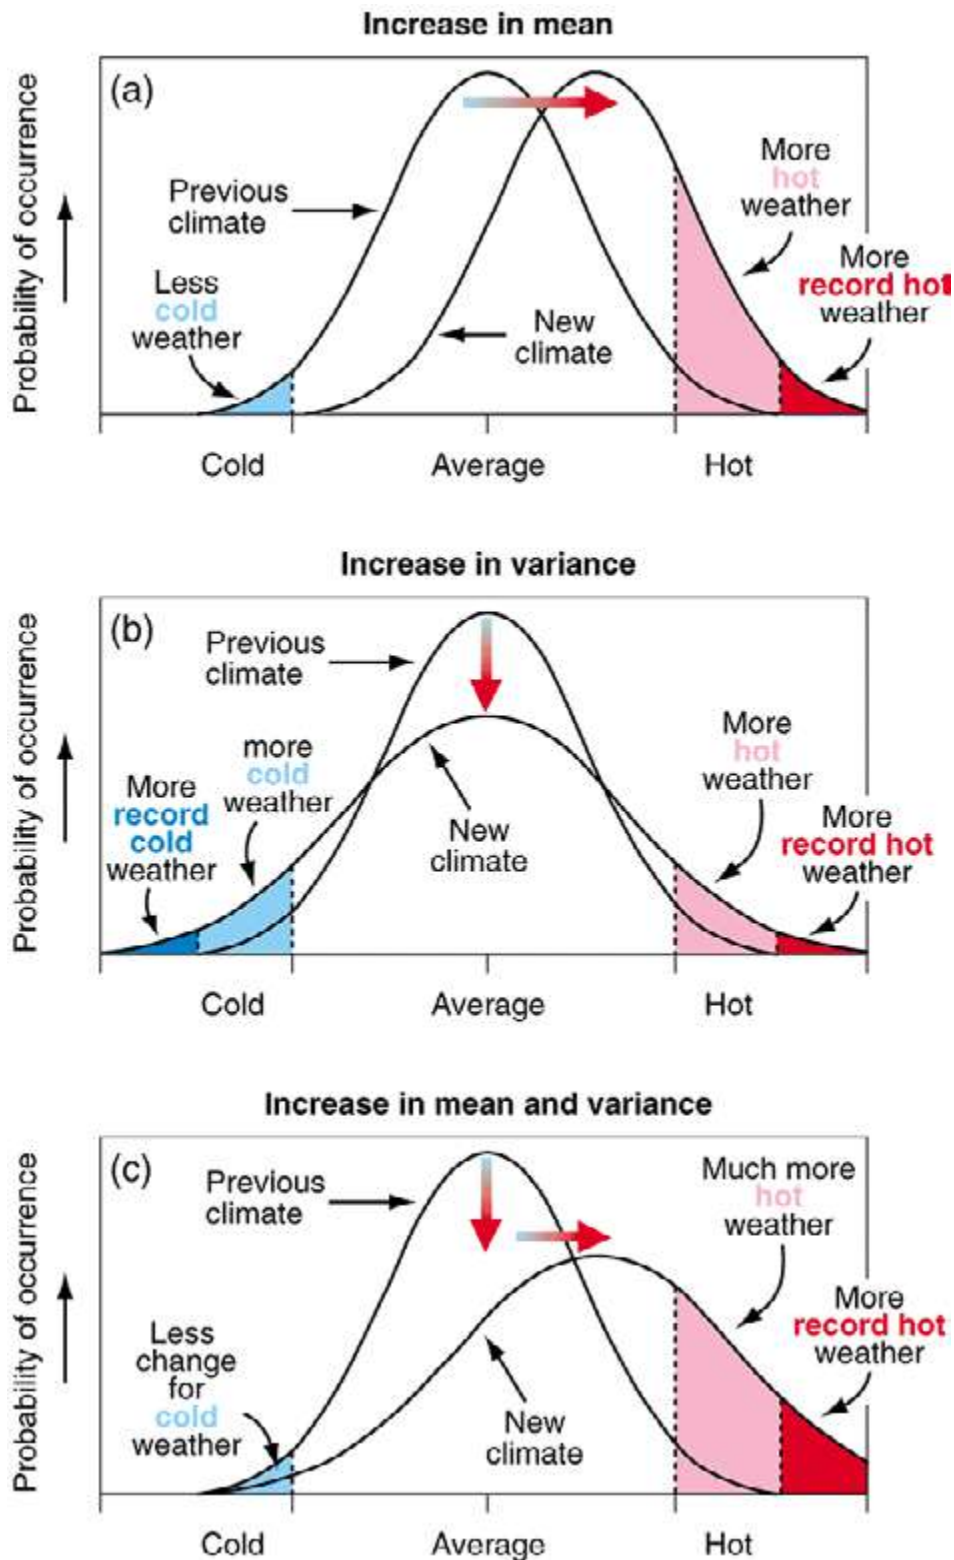 Increase in mean
(a)
Probability of occurrence
Previous
climate
Less
cold
weather
New
climate
More
hot
weather
More
record hot
weather
Cold
Average
Hot
Increase in variance
(b)
Probability of occurrence
Previous
climate
more
cold
weather
More
record
cold
weather
New
climate
More
hot
weather
More
record hot
weather
Cold
Average
Hot
Increase in mean and variance
(c)
Probability of occurrence
Previous
climate
Less
change
for
cold
weather
New
climate
Much more
hot
weather
More
record hot
weather
Cold
Average
Hot